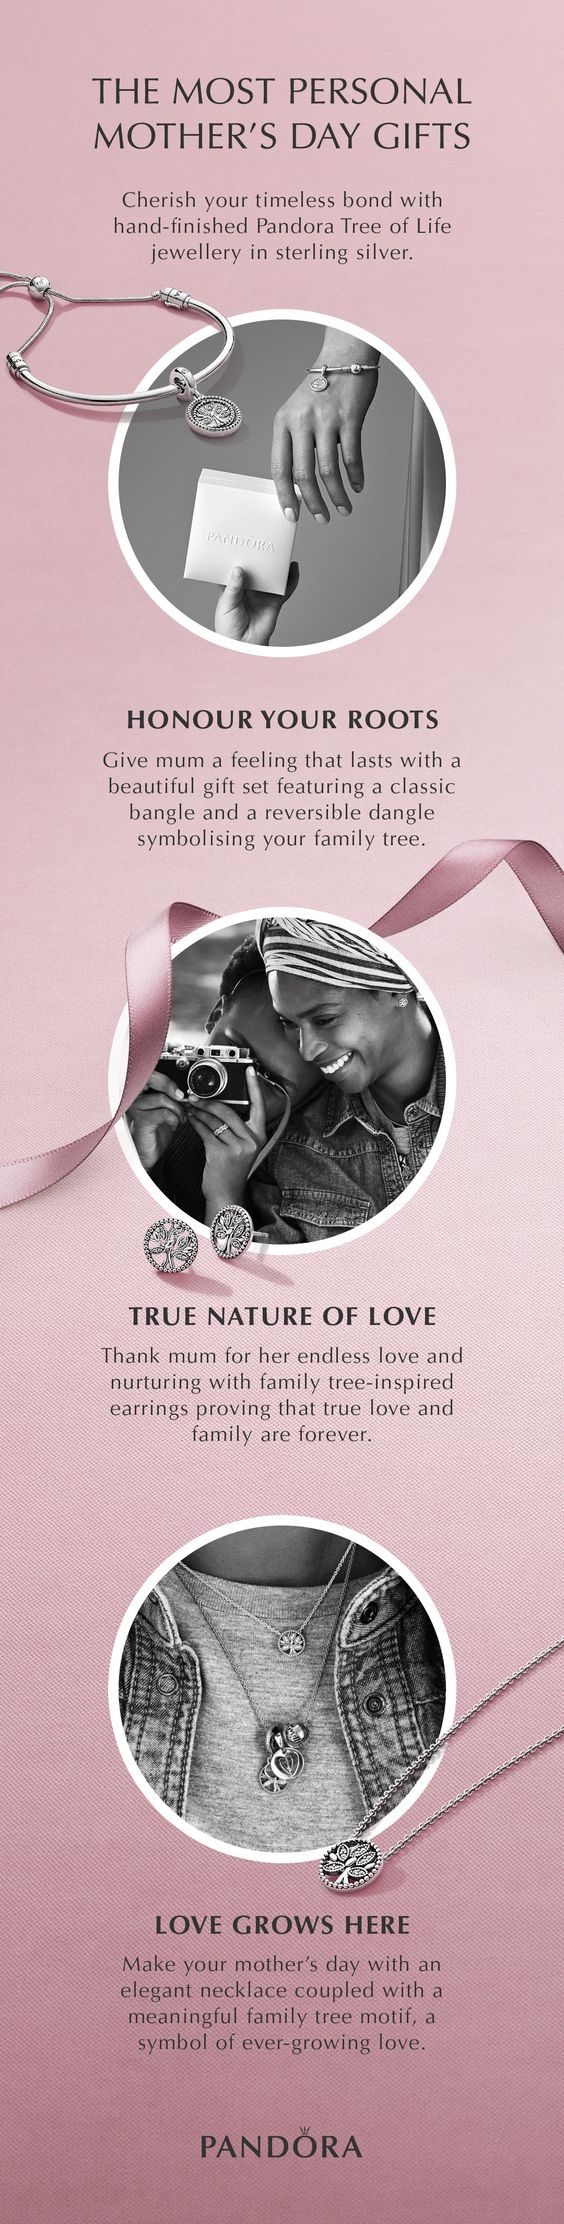 THE MOST PERSONAL
MOTHER'S DAY GIFTS
Cherish your timeless bond with
hand-finished Pandora Tree of Life
jewellery in sterling silver.
PANDORA
HONOUR YOUR ROOTS
Give mum a feeling that lasts with a
beautiful gift set featuring a classic
bangle and a reversible dangle
symbolising your family tree.
TRUE NATURE OF LOVE
Thank mum for her endless love and
nurturing with family tree-inspired
earrings proving that true love and
family are forever.
LOVE GROWS HERE
Make your mother's day with an
elegant necklace coupled with a
meaningful family tree motif, a
symbol of ever-growing love.
PANDORA